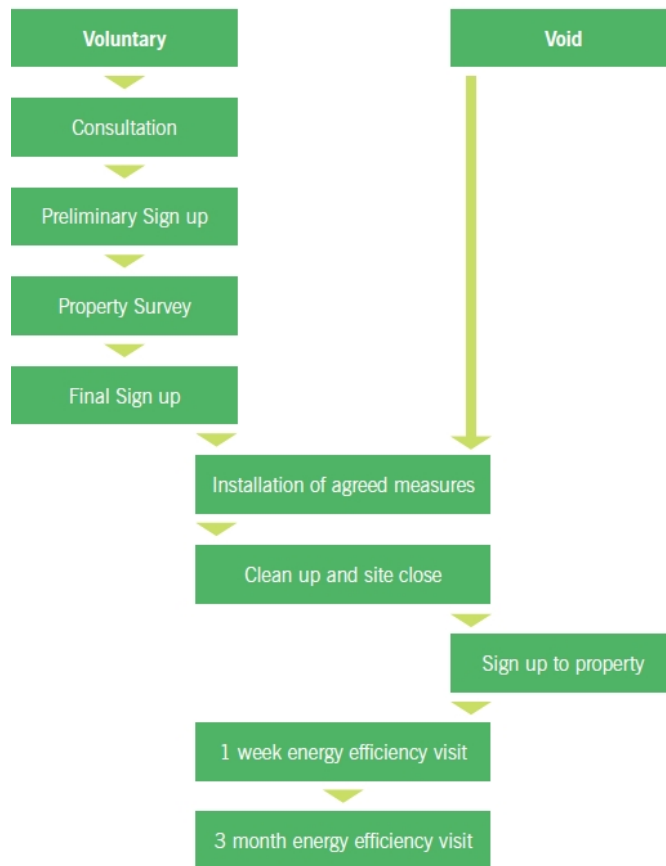 Voluntary
Void
Consultation
Preliminary Sign up
Property Survey
Final Sign up
Installation of agreed measures
Clean up and site close
Sign up to property
1 week energy efficiency visit
3 month energy efficiency visit